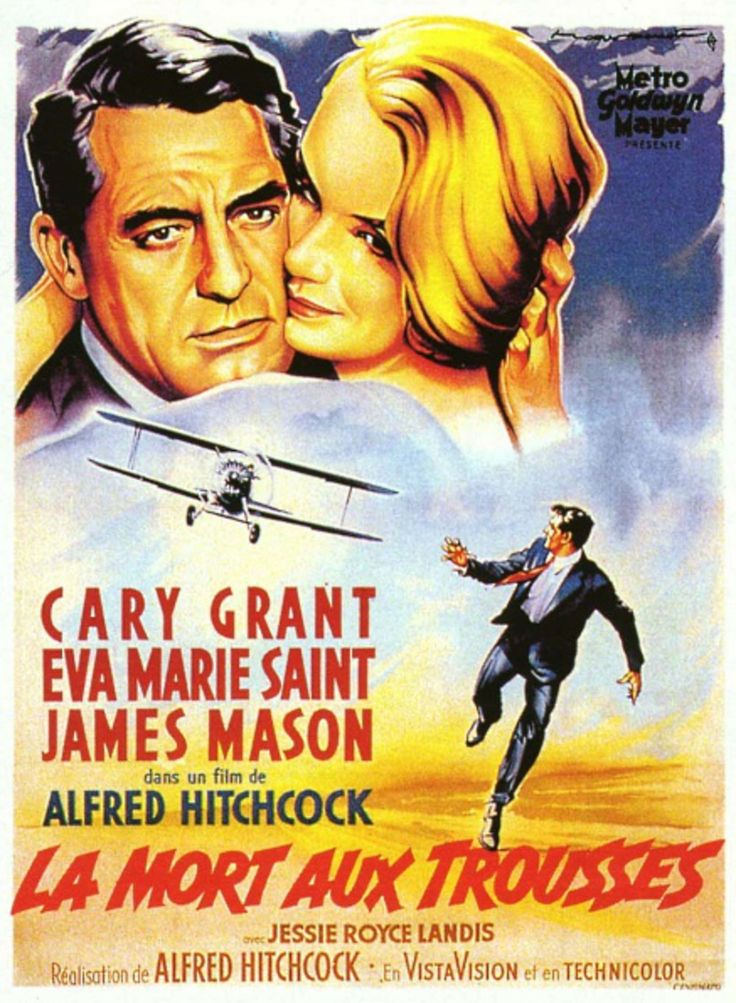 Metro
Goldwyn
Mayer
PRÉSENTE
CARY GRANT
EVA MARIE SAINT
JAMES MASON
dans un film de
ALFRED HITCHCOCK
LA MORT AUX TROUSSES
avec JESSIE ROYCE LANDIS
Réalisation de ALFRED HITCHCOCK · En VISTAVISION et en TECHNICOLOR